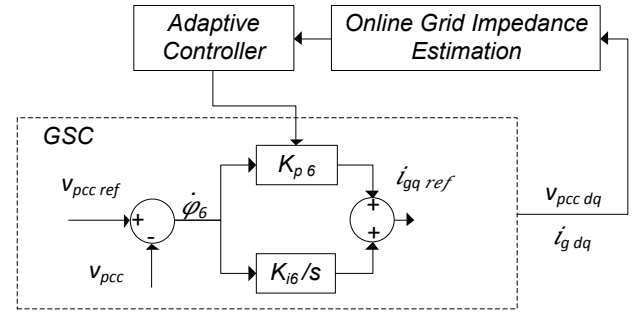 Adaptive
Controller
Online Grid Impedance
Estimation
GSC
K_{p 6}
v_{pcc ref}
+
-
φ̇_6
i_{gq ref}
+
+
v_{pcc}
K_{i6}/s
v_{pcc dq}
i_{g dq}